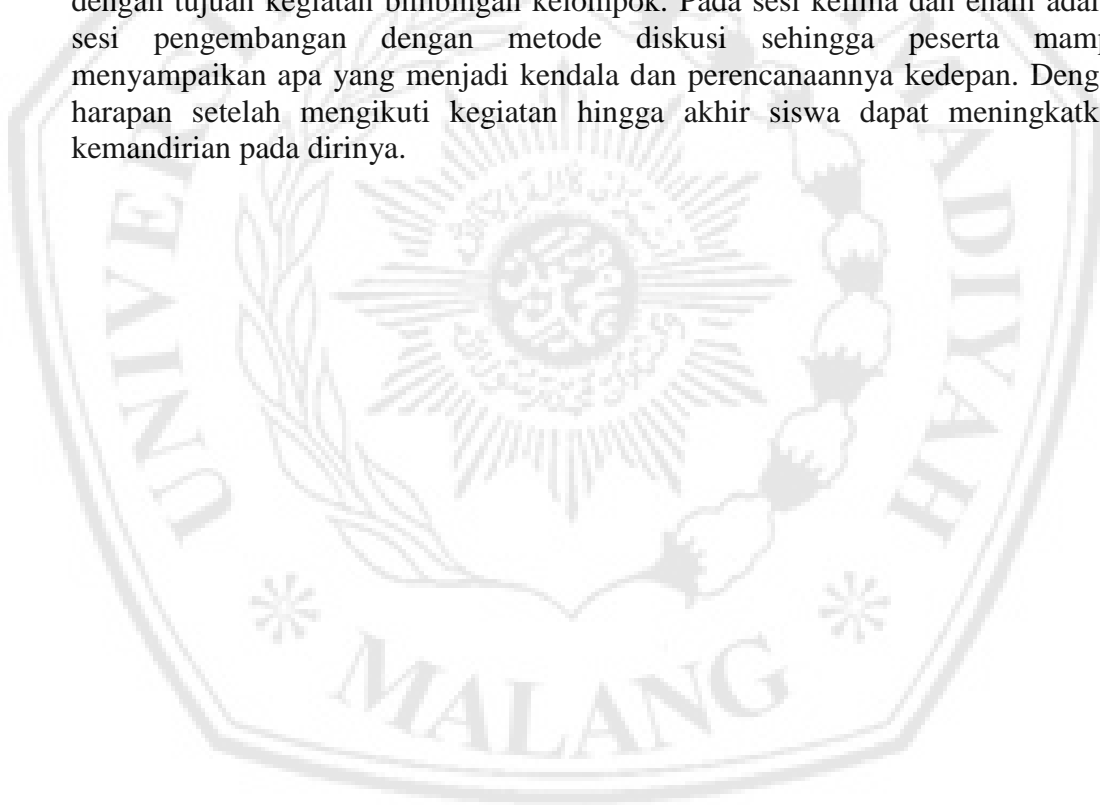 dengan tujuan kegiatan bimbingan kelompok. Pada sesi kelima dan enam adal
sesi pengembangan dengan metode diskusi sehingga peserta mamp
menyampaikan apa yang menjadi kendala dan perencanaannya kedepan. Deng
harapan setelah mengikuti kegiatan hingga akhir siswa dapat meningkatk
kemandirian pada dirinya.
MALANG